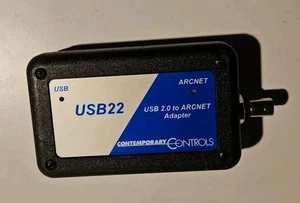 USB
ARCNET
USB22
USB 2.0 to ARCNET
Adapter
CONTEMPORARY CONTROLS